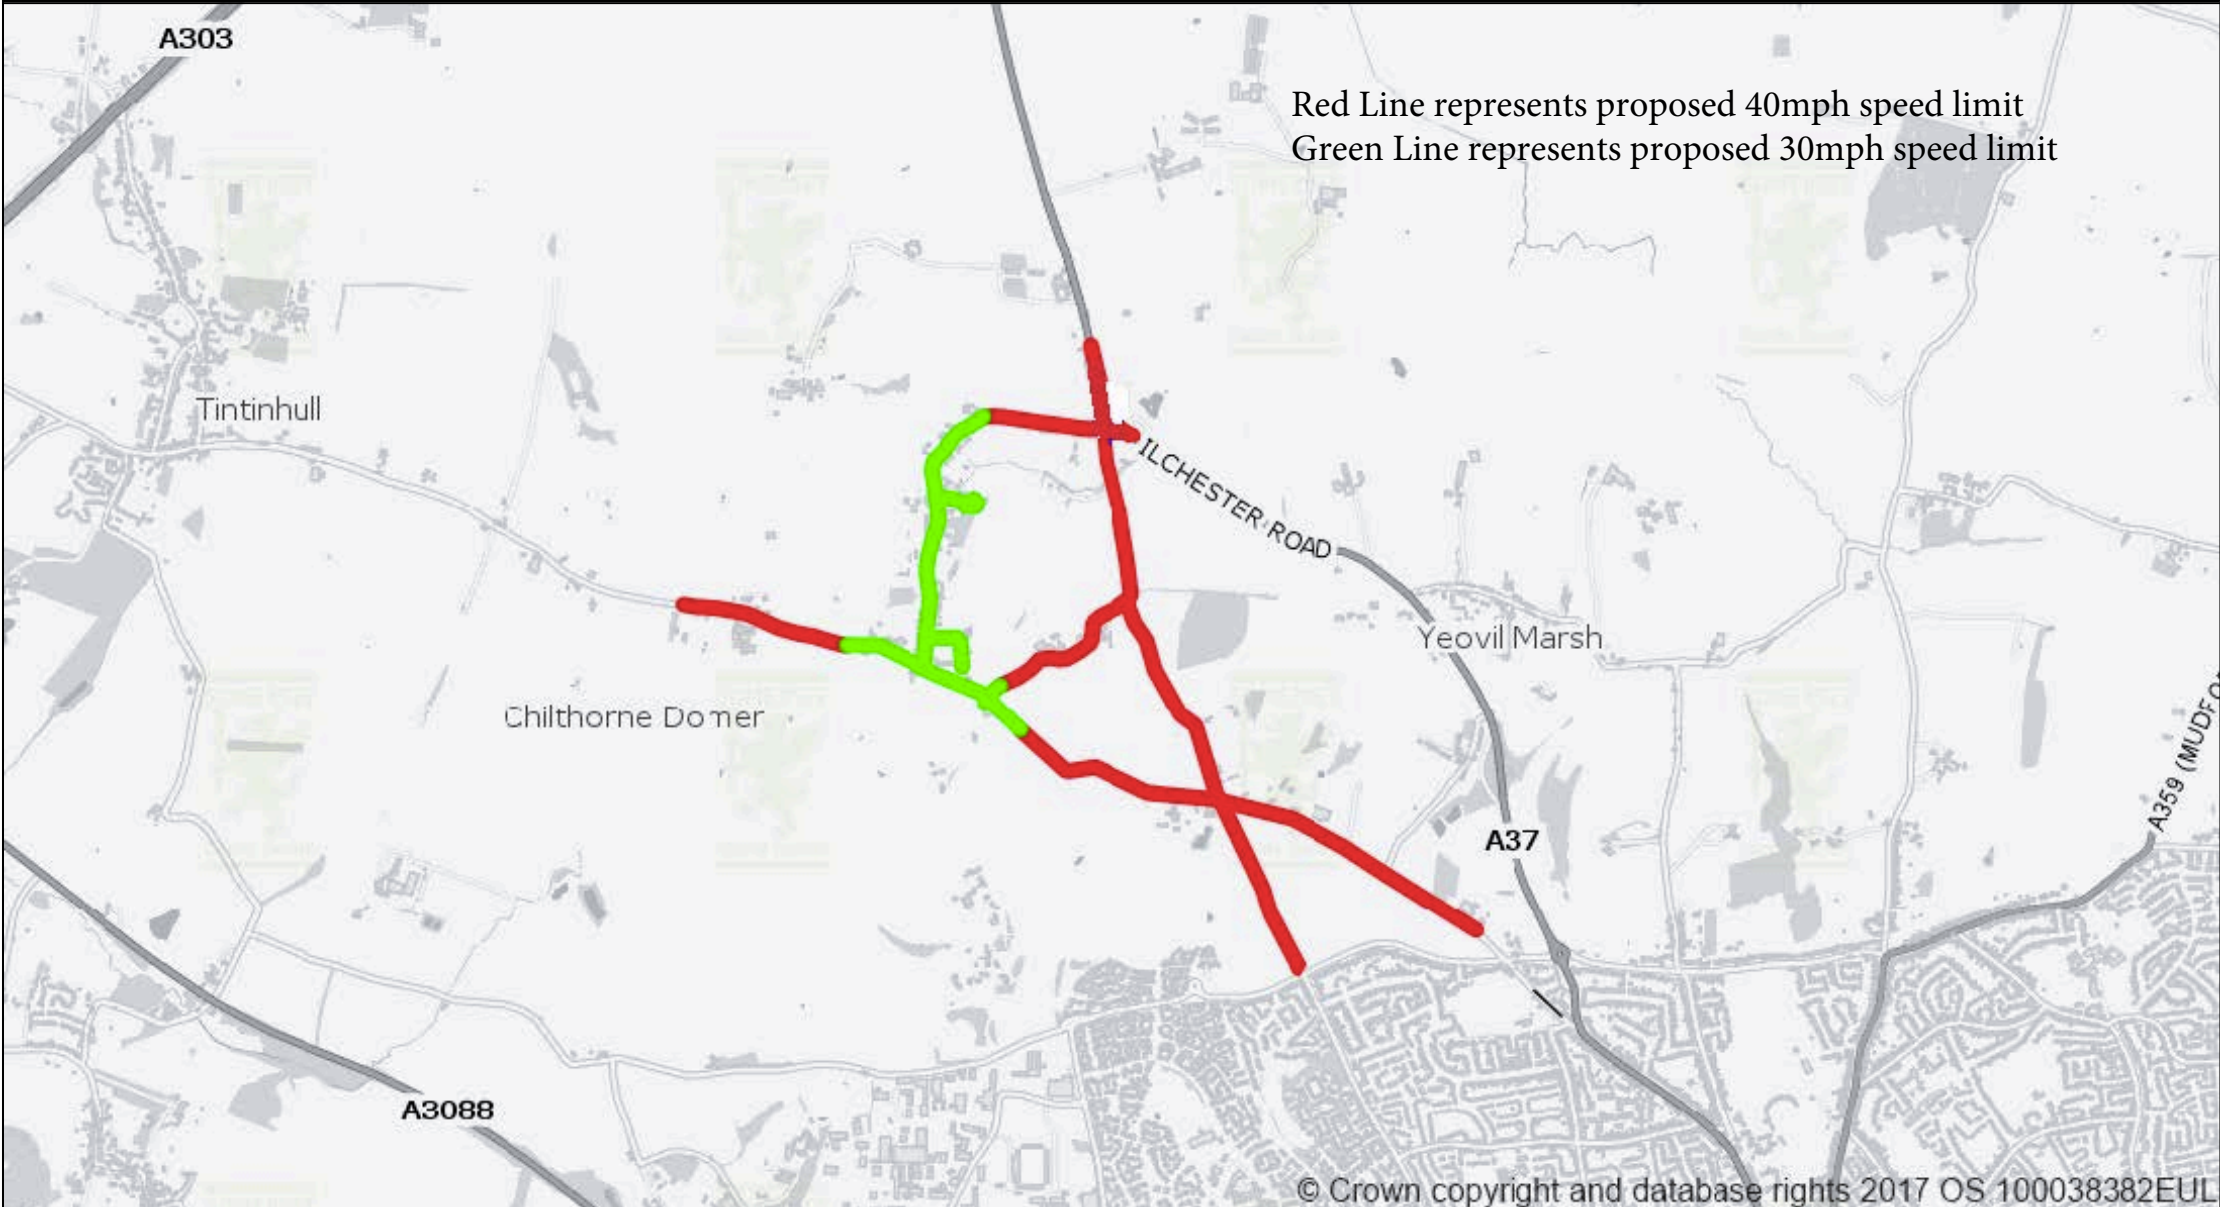 A303
Red Line represents proposed 40mph speed limit
Green Line represents proposed 30mph speed limit
Tintinhull
ILCHESTER ROAD
Yeovil Marsh
Chilthorne Domer
A37
A359 (MUDFO
A3088
© Crown copyright and database rights 2017 OS 100038382EUL